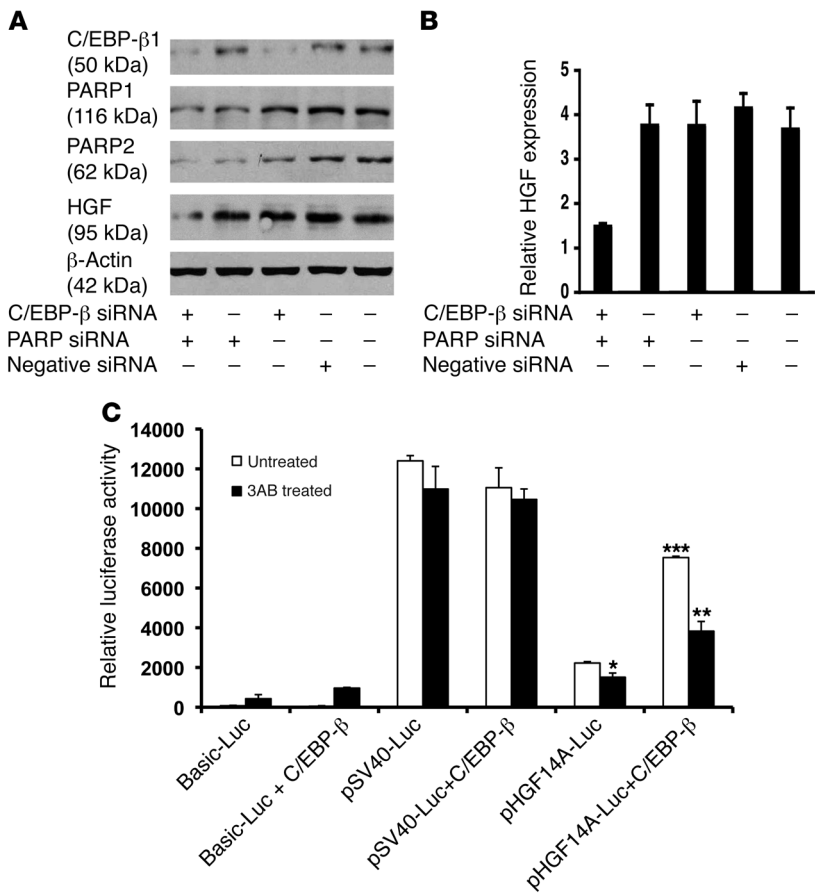 A
C/EBP-β1
(50 kDa)
PARP1
(116 kDa)
PARP2
(62 kDa)
HGF
(95 kDa)
β-Actin
(42 kDa)
C/EBP-β siRNA + – + – –
PARP siRNA + + – – –
Negative siRNA – – – + –
B
Relative HGF expression
5
4
3
2
1
0
C/EBP-β siRNA + – + – –
PARP siRNA + + – – –
Negative siRNA – – – + –
C
Relative luciferase activity
14000
12000
10000
8000
6000
4000
2000
0
Untreated
3AB treated
*
***
**
Basic-Luc
Basic-Luc + C/EBP-β
pSV40-Luc
pSV40-Luc+C/EBP-β
pHGF14A-Luc
pHGF14A-Luc+C/EBP-β